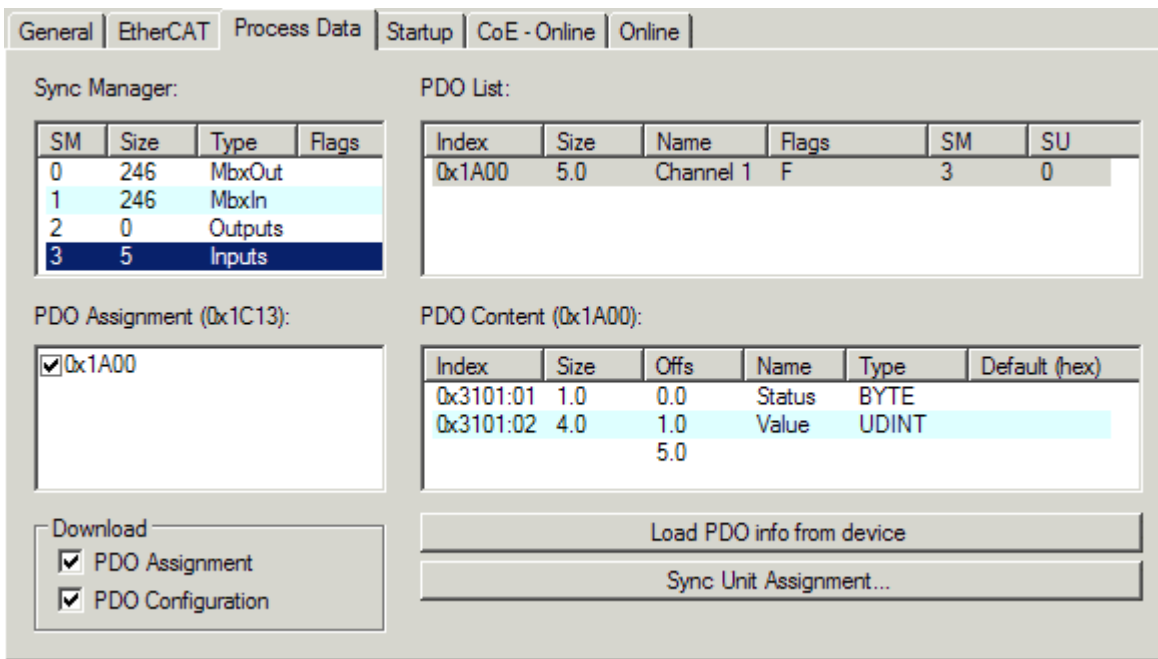 General EtherCAT Process Data Startup CoE - Online Online
Sync Manager:
SM Size Type Flags
0 246 MbxOut
1 246 MbxIn
2 0 Outputs
3 5 Inputs
PDO List:
Index Size Name Flags SM SU
0x1A00 5.0 Channel 1 F 3 0
PDO Assignment (0x1C13):
0x1A00
PDO Content (0x1A00):
Index Size Offs Name Type Default (hex)
0x3101:01 1.0 0.0 Status BYTE
0x3101:02 4.0 1.0 Value UDINT
5.0
Download
PDO Assignment
PDO Configuration
Load PDO info from device
Sync Unit Assignment...